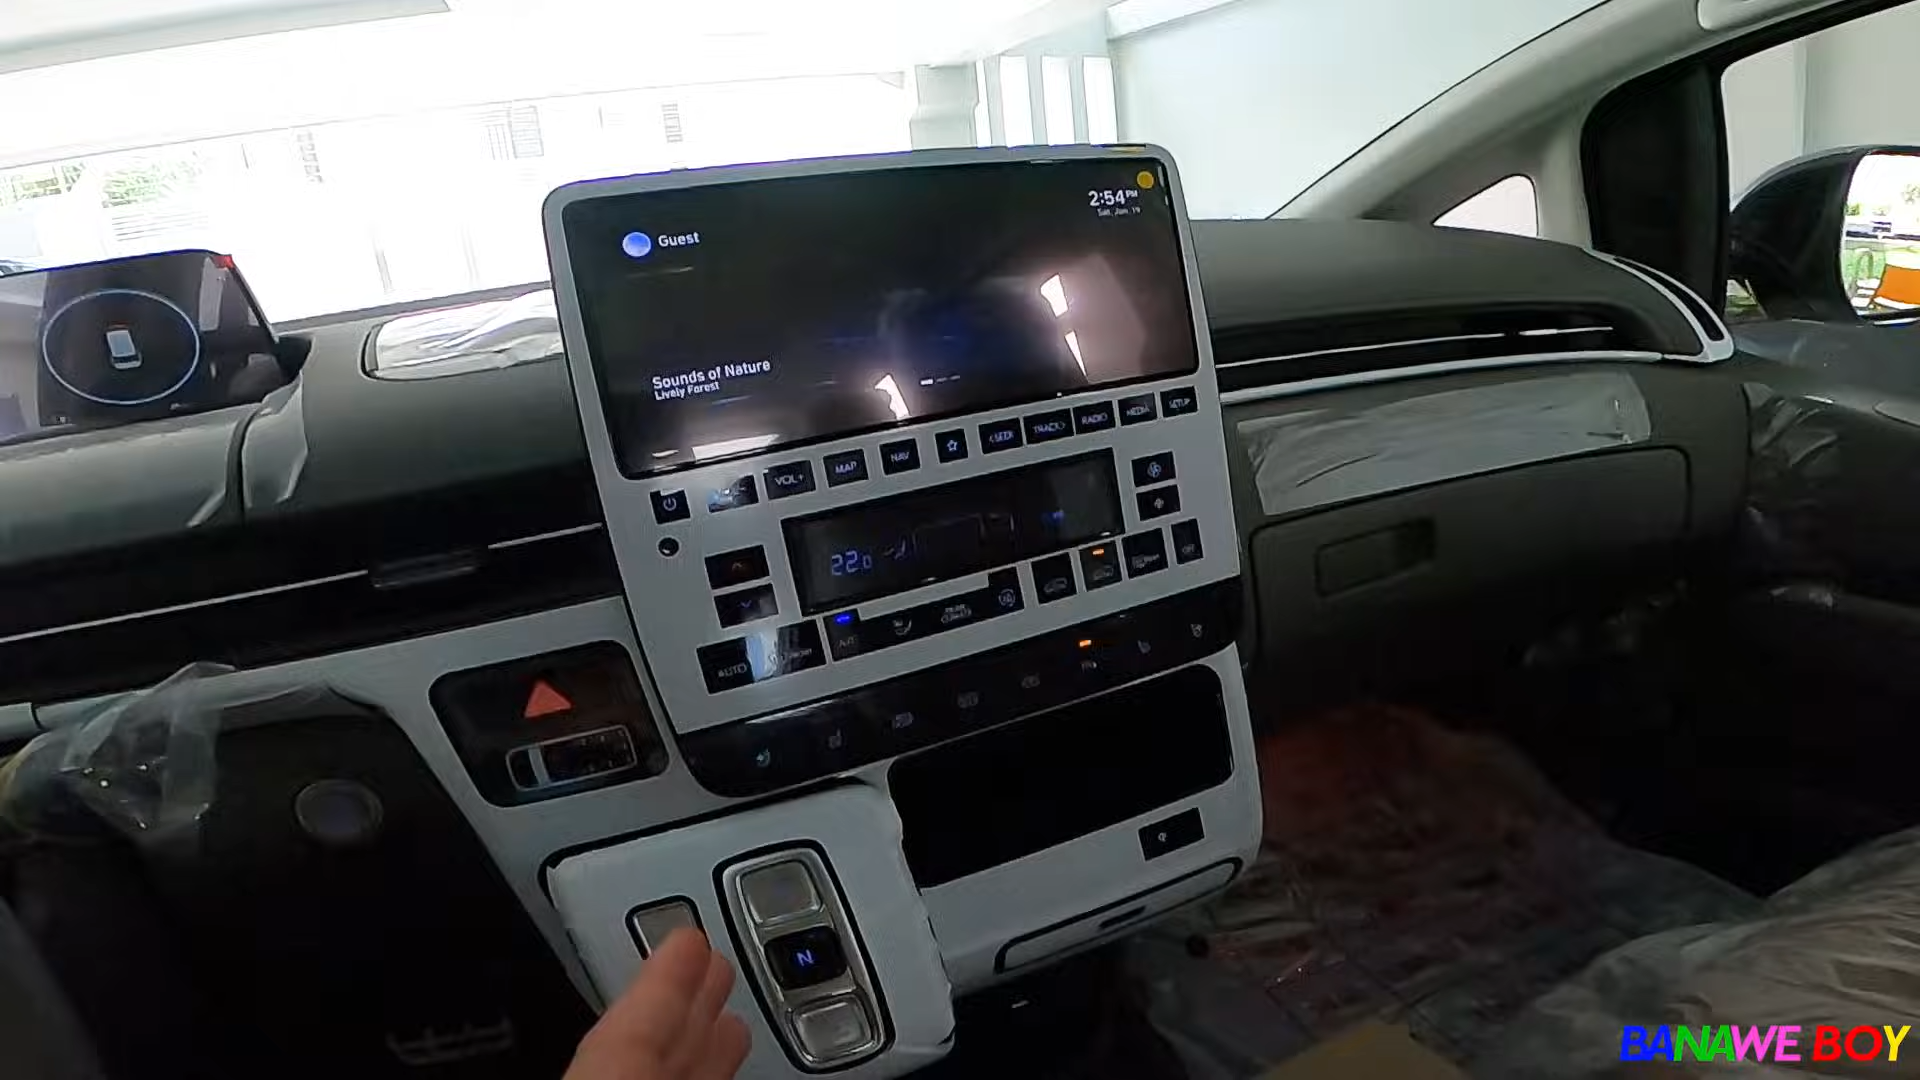 2:54 PM
Guest
Sounds of Nature
Lively Forest
VOL+
MAP
NAV
<SEEK
TRACK>
RADIO
MEDIA
SETUP
22.0
OFF
AUTO
A/C
N
BANAWE BOY